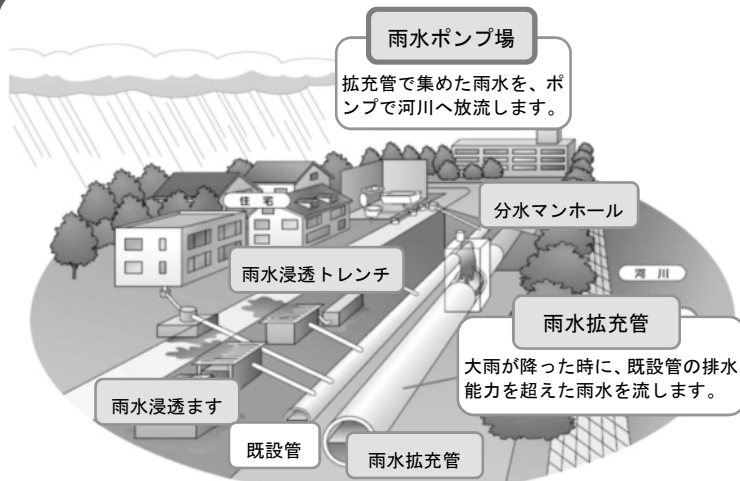 雨水ポンプ場
拡充管で集めた雨水を、ポ
ンプで河川へ放流します。
住宅
分水マンホール
雨水浸透トレンチ
河川
雨水拡充管
大雨が降った時に、既設管の排水
能力を超えた雨水を流します。
雨水浸透ます
既設管
雨水拡充管